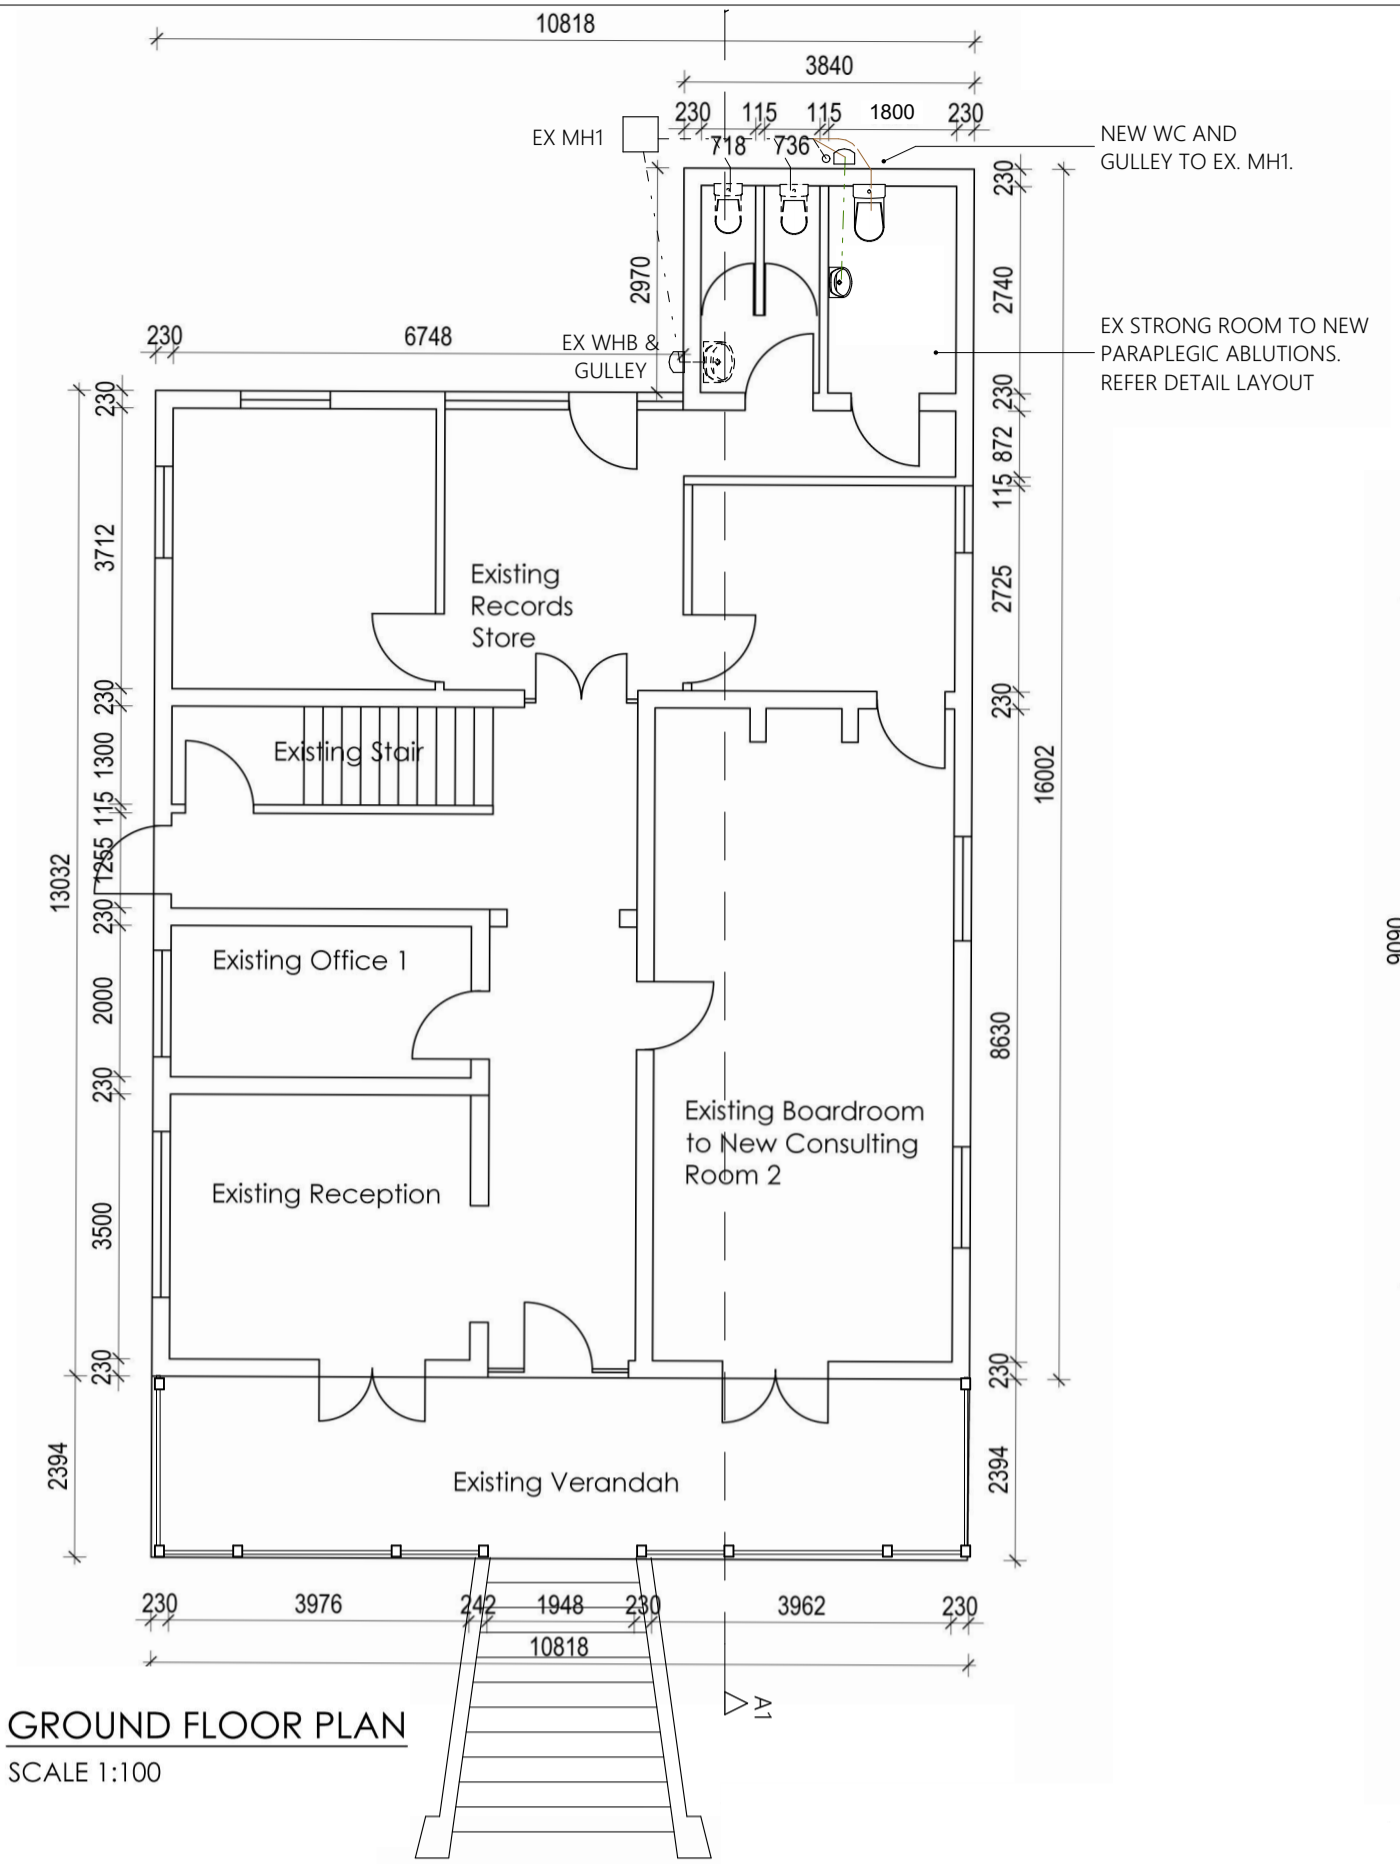 10818
3840
230 115 115 1800 230
718 736
EX MH1
NEW WC AND
GULLEY TO EX. MH1.
230
2970
2740
230 6748
EX WHB &
GULLEY
EX STRONG ROOM TO NEW
PARAPLEGIC ABLUTIONS.
REFER DETAIL LAYOUT
230
230
872
115
3712
2725
Existing
Records
Store
230
230
1300
Existing Stair
16002
115
1255
13032
230
9090
Existing Office 1
2000
8630
230
Existing Boardroom
to New Consulting
Room 2
Existing Reception
3500
230
230
2394
2394
Existing Verandah
230 3976 242 1948 230 3962 230
10818
A1
GROUND FLOOR PLAN
SCALE 1:100